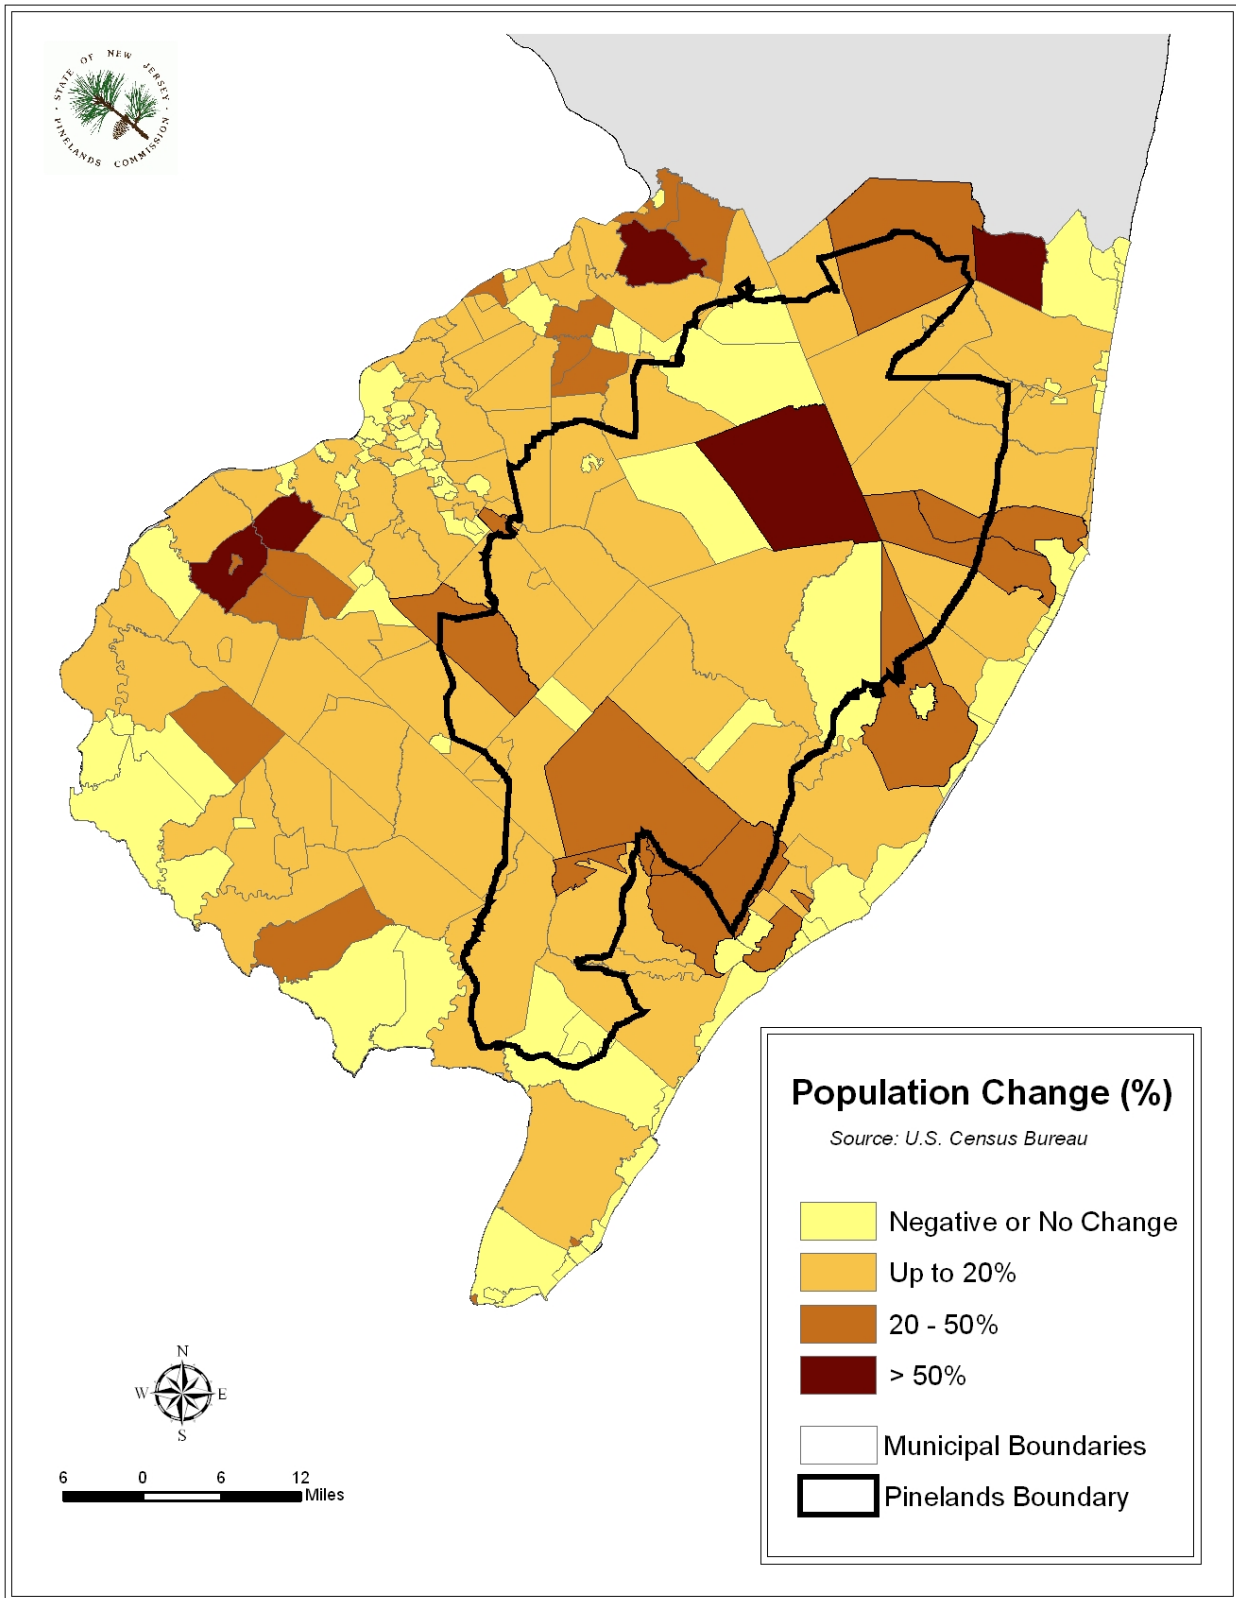 STATE OF NEW JERSEY
PINELANDS COMMISSION
Population Change (%)
Source: U.S. Census Bureau
Negative or No Change
Up to 20%
20 - 50%
> 50%
Municipal Boundaries
Pinelands Boundary
N
W E
S
6 0 6 12
Miles